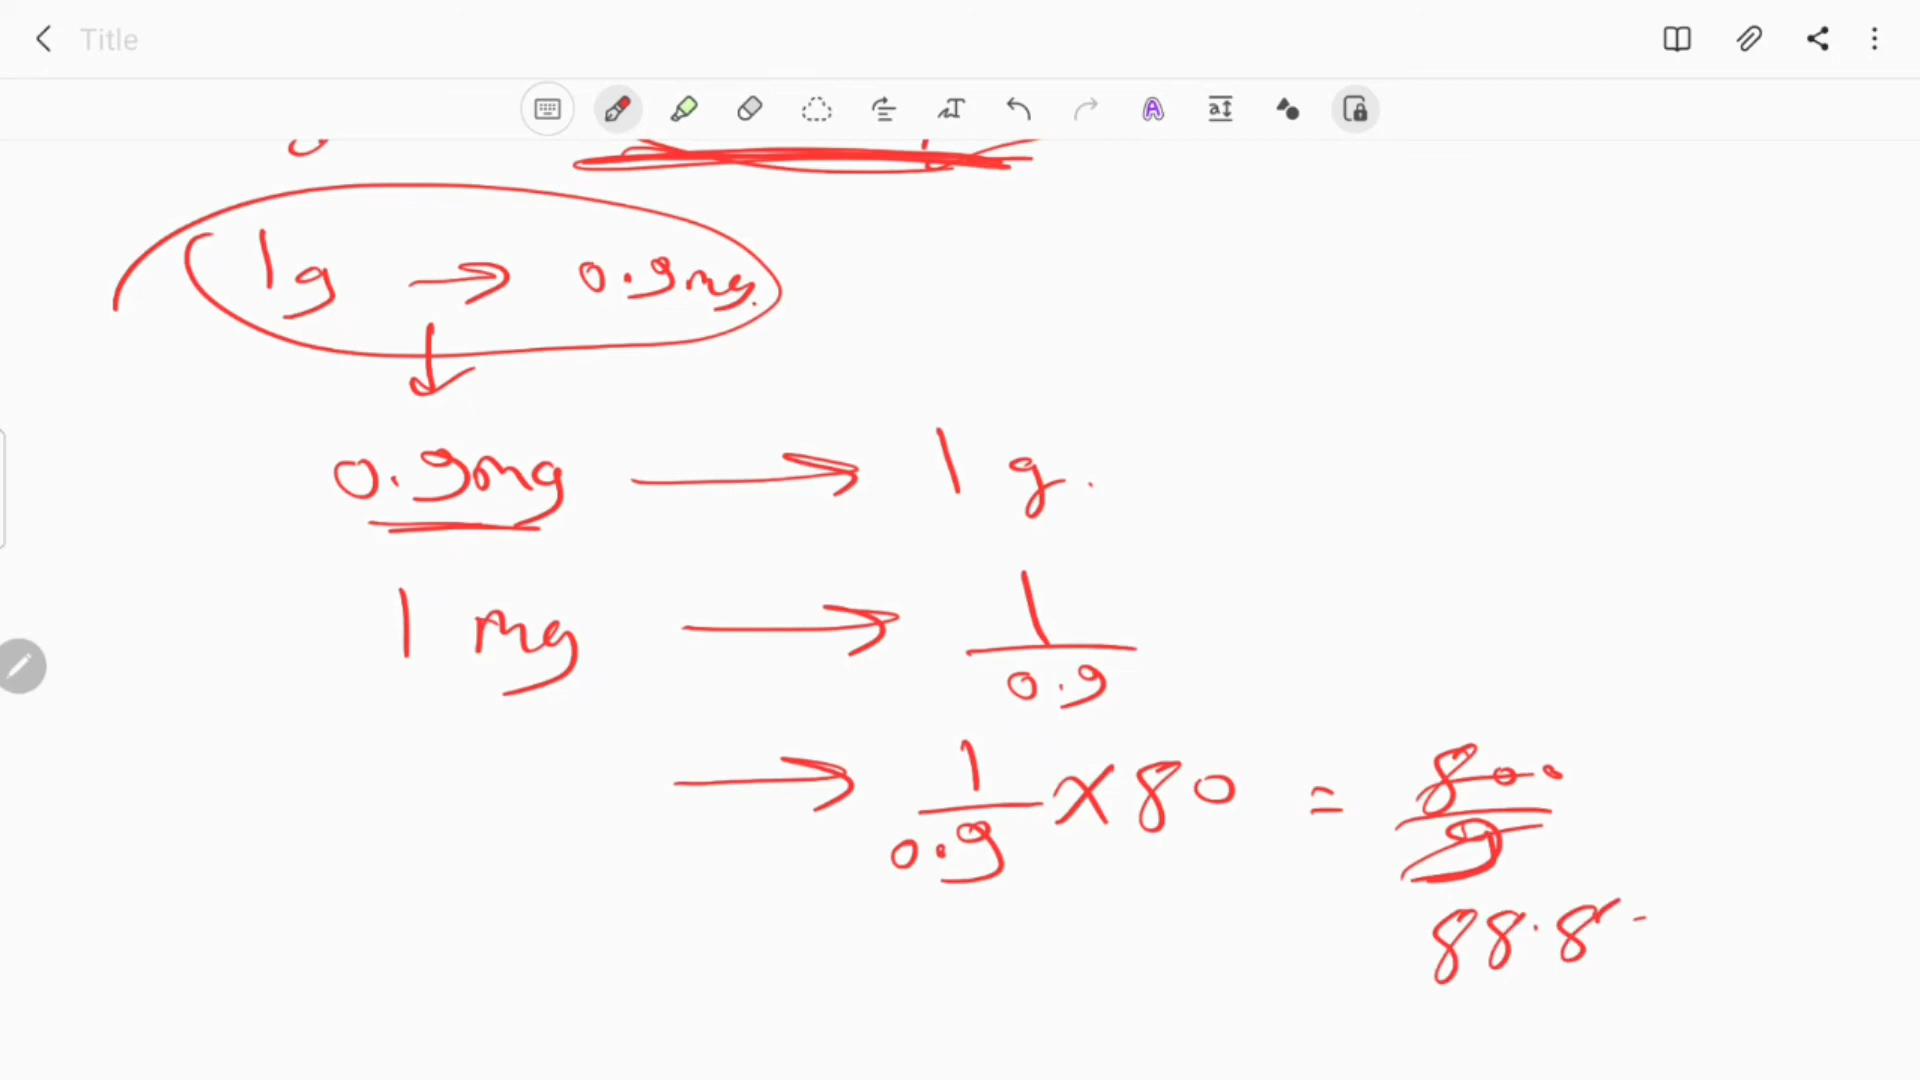 Title
1g → 0.9mg.
0.9mg → 1 g.
1 mg → 1/0.9
→ 1/0.9 × 80 = 800/9
88.8